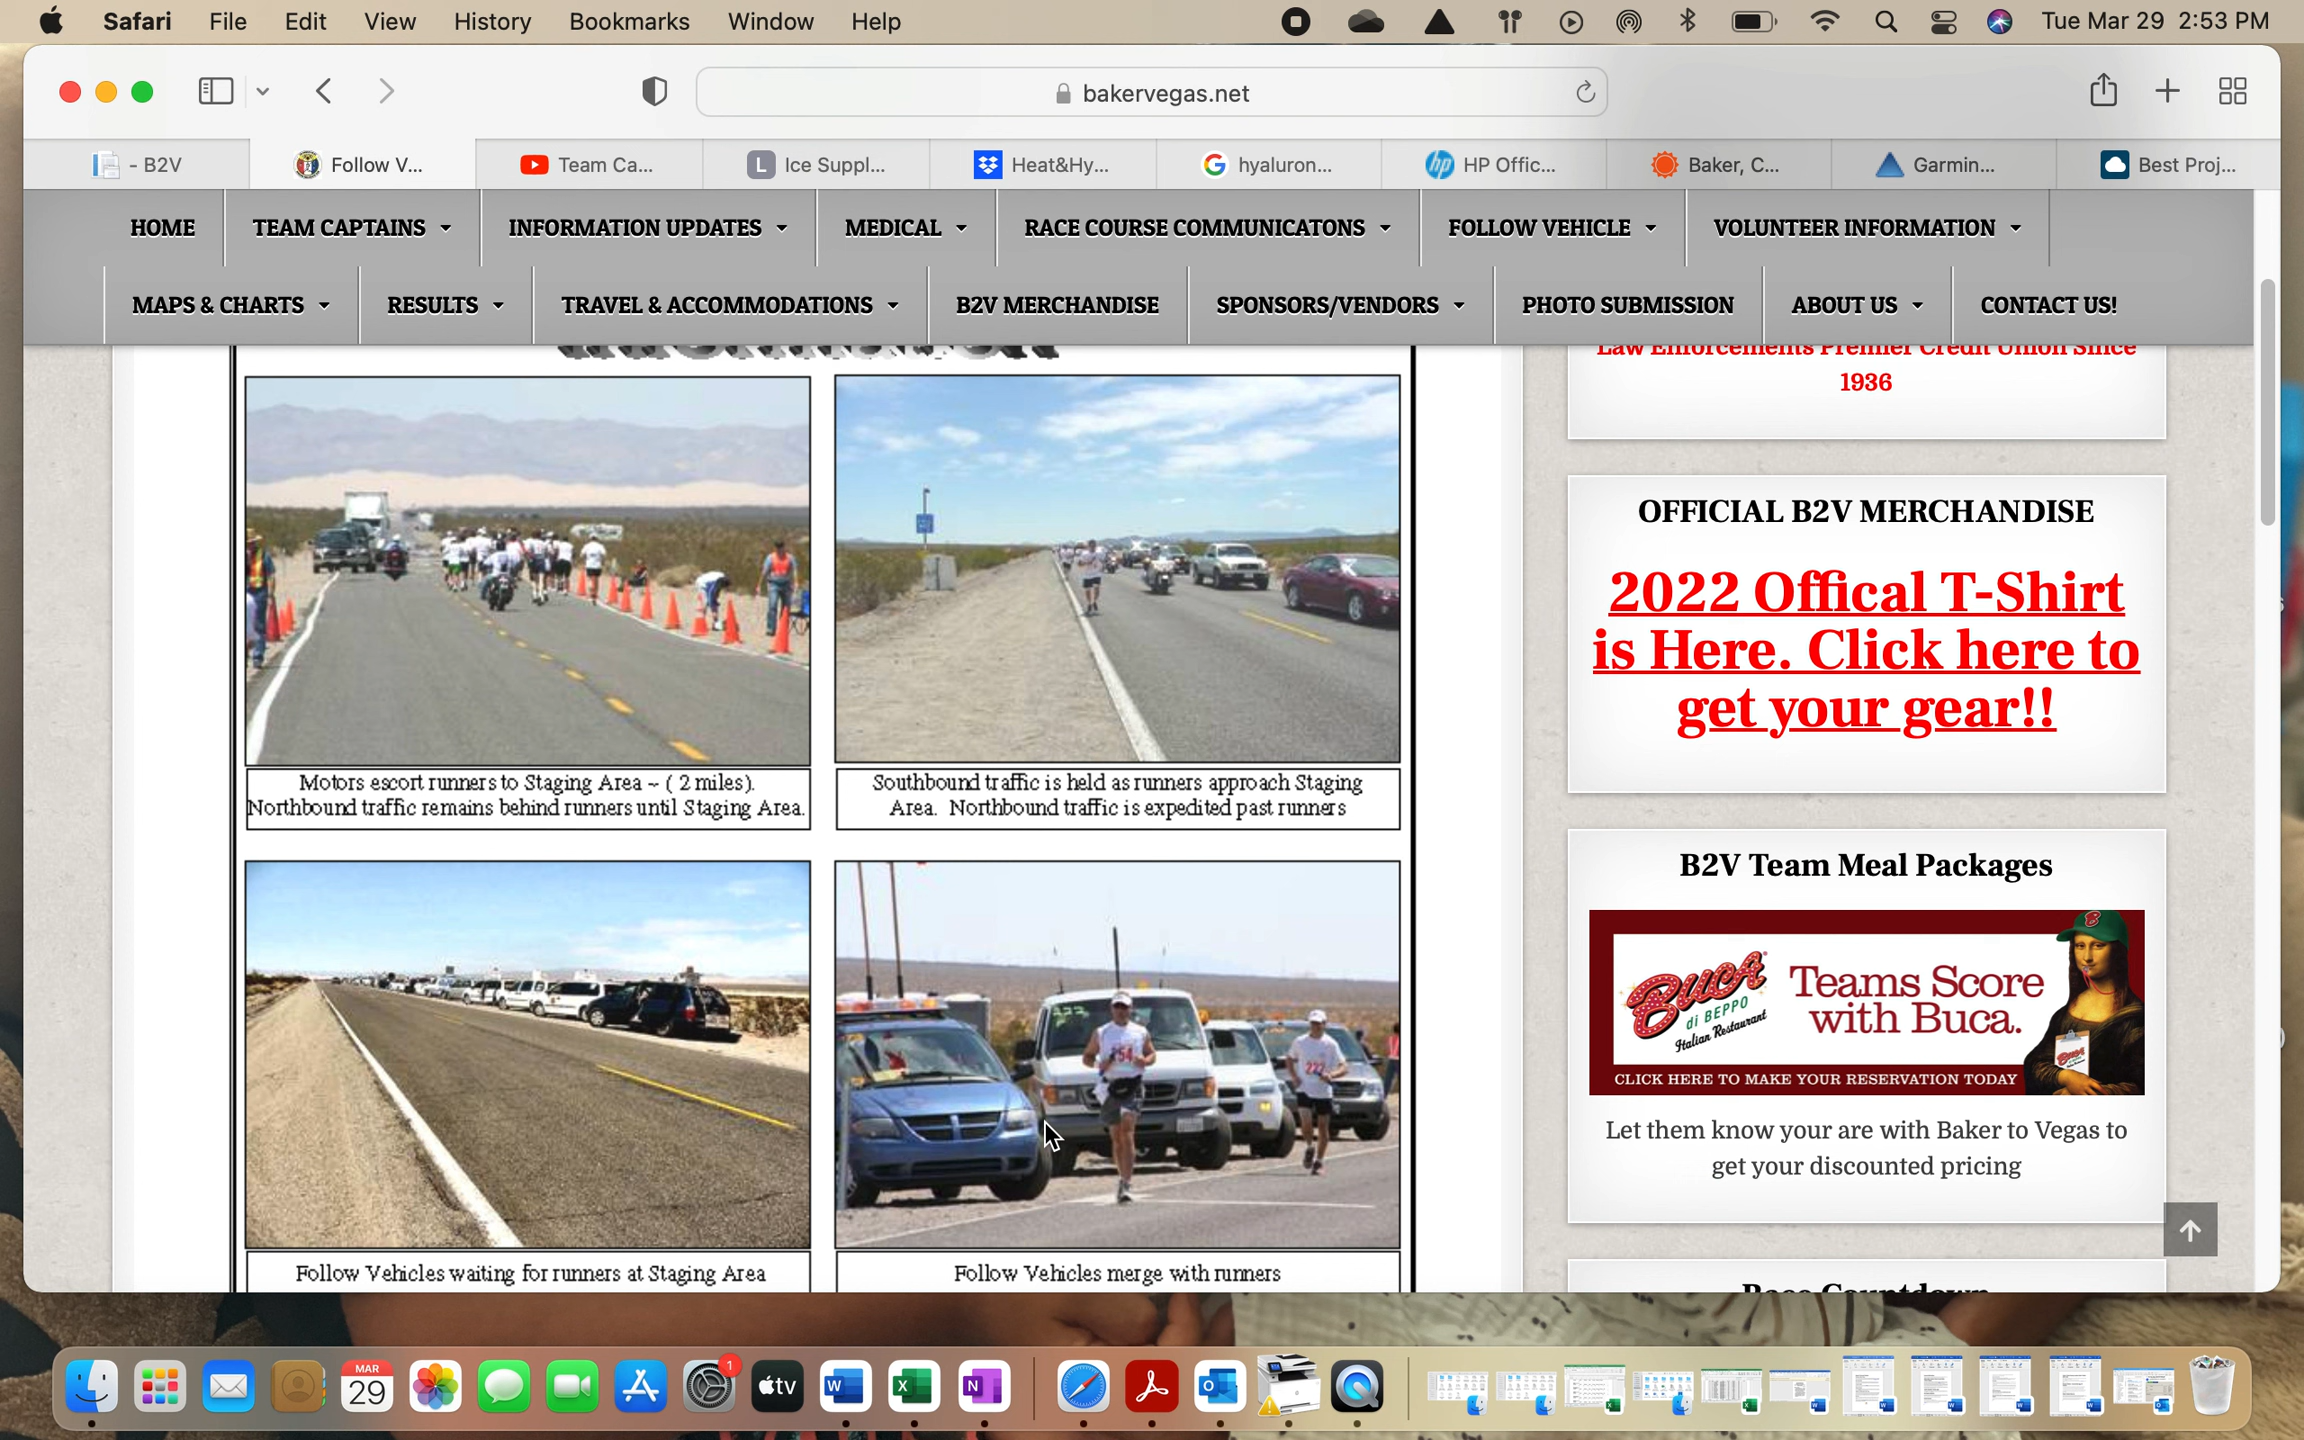 Safari File Edit View History Bookmarks Window Help Tue Mar 29 2:53 PM
bakervegas.net
- B2V Follow V... Team Ca... L Ice Suppl... Heat&Hy... hyaluron... hp HP Offic... Baker, C... Garmin... Best Proj...
HOME TEAM CAPTAINS INFORMATION UPDATES MEDICAL RACE COURSE COMMUNICATONS FOLLOW VEHICLE VOLUNTEER INFORMATION
MAPS & CHARTS RESULTS TRAVEL & ACCOMMODATIONS B2V MERCHANDISE SPONSORS/VENDORS PHOTO SUBMISSION ABOUT US CONTACT US!
Motors escort runners to Staging Area ~ ( 2 miles).
Northbound traffic remains behind runners until Staging Area.
Southbound traffic is held as runners approach Staging
Area. Northbound traffic is expedited past runners
Follow Vehicles waiting for runners at Staging Area
Follow Vehicles merge with runners
Law Enforcements Premier Credit Union Since
1936
OFFICIAL B2V MERCHANDISE
2022 Offical T-Shirt
is Here. Click here to
get your gear!!
B2V Team Meal Packages
BUCA
di BEPPO
Italian Restaurant
Teams Score
with Buca.
CLICK HERE TO MAKE YOUR RESERVATION TODAY
Let them know your are with Baker to Vegas to
get your discounted pricing
Race Countdown
MAR
29
1
tv
W
X
N
O